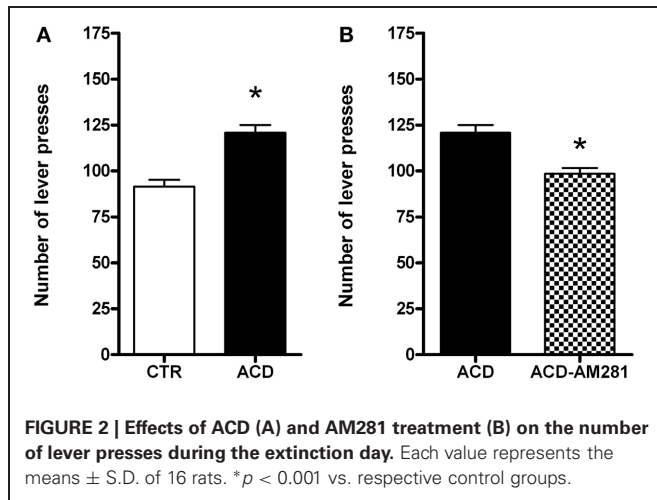 A
Number of lever presses
175
150
125
100
75
50
25
0
*
CTR
ACD
B
Number of lever presses
175
150
125
100
75
50
25
0
*
ACD
ACD-AM281
FIGURE 2 | Effects of ACD (A) and AM281 treatment (B) on the number
of lever presses during the extinction day. Each value represents the
means ± S.D. of 16 rats. *p < 0.001 vs. respective control groups.